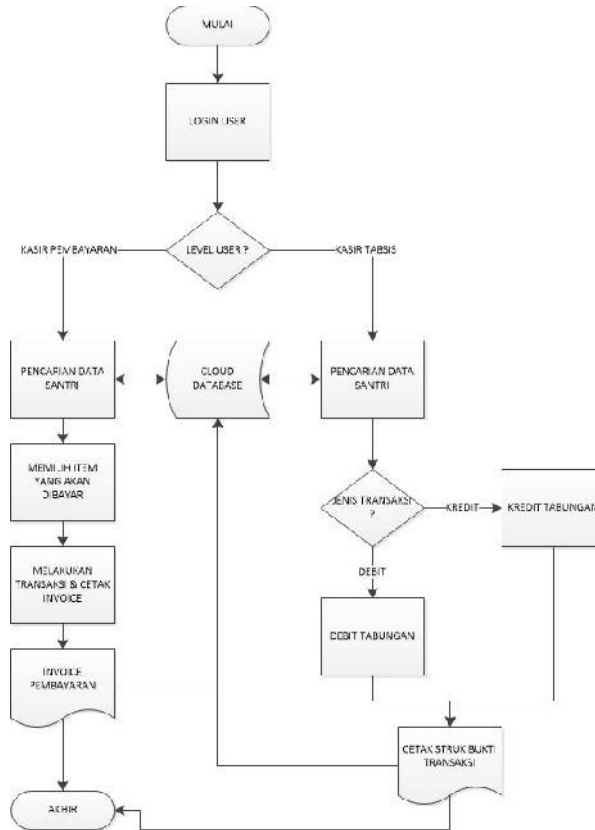 MULAI
LOGIN USER
KASIR PEMBAYARAN
LEVEL USER ?
KASIR TABSIS
PENCARIAN DATA
SANTRI
CLOUD
DATABASE
PENCARIAN DATA
SANTRI
MEMILIH ITEM
YANG AKAN
DIBAYAR
JENIS TRANSAKSI
?
KREDIT
KREDIT TABUNGAN
MELAKUKAN
TRANSAKSI & CETAK
INVOICE
DEBIT
DEBIT TABUNGAN
INVOICE
PEMBAYARAN
CETAK STRUK BUKTI
TRANSAKSI
AKHIR